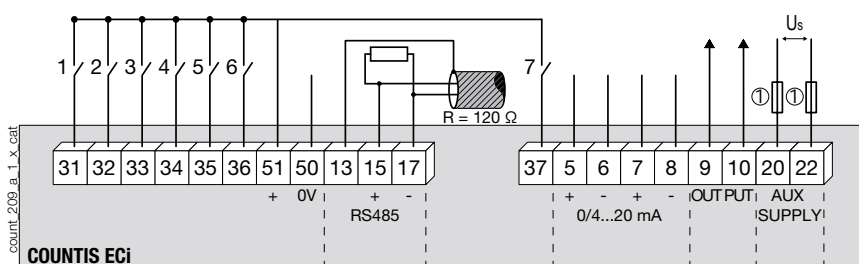 Us
1 2 3 4 5 6 7
① ①
R = 120 Ω
31 32 33 34 35 36 51 50 13 15 17 37 5 6 7 8 9 10 20 22
+ 0V + - + - + - OUTPUT AUX
RS485 0/4...20 mA SUPPLY
COUNTIS ECi
count_209_a_1_x_cat